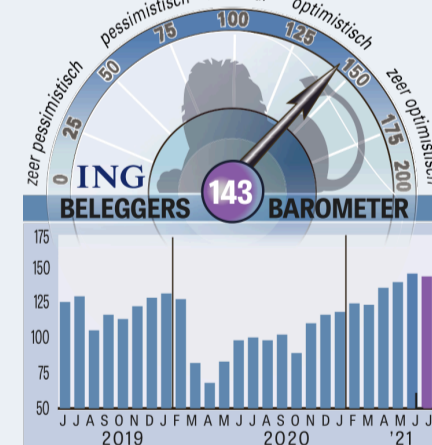 pessimistisch
optimistisch
zeer pessimistisch
zeer optimistisch
0 25 50 75 100 125 150 175 200
ING
143
BELEGGERS BAROMETER
175
150
125
100
75
50
J J A S O N D J F M A M J J A S O N D J F M A M J J
2019 2020 '21